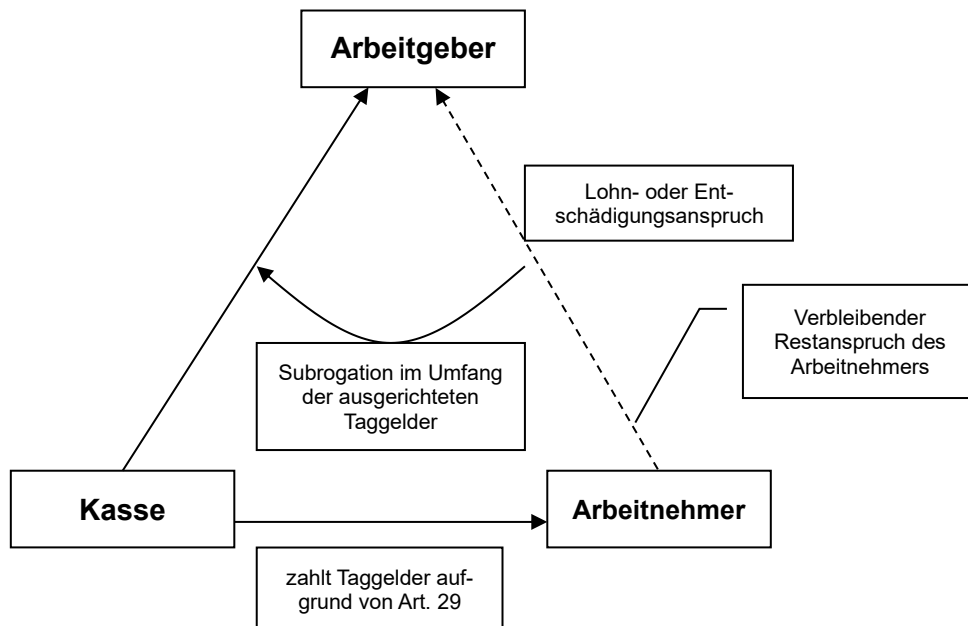 Arbeitgeber
Lohn- oder Ent-
schädigungsanspruch
Verbleibender
Restanspruch des
Arbeitnehmers
Subrogation im Umfang
der ausgerichteten
Taggelder
Kasse
Arbeitnehmer
zahlt Taggelder auf-
grund von Art. 29